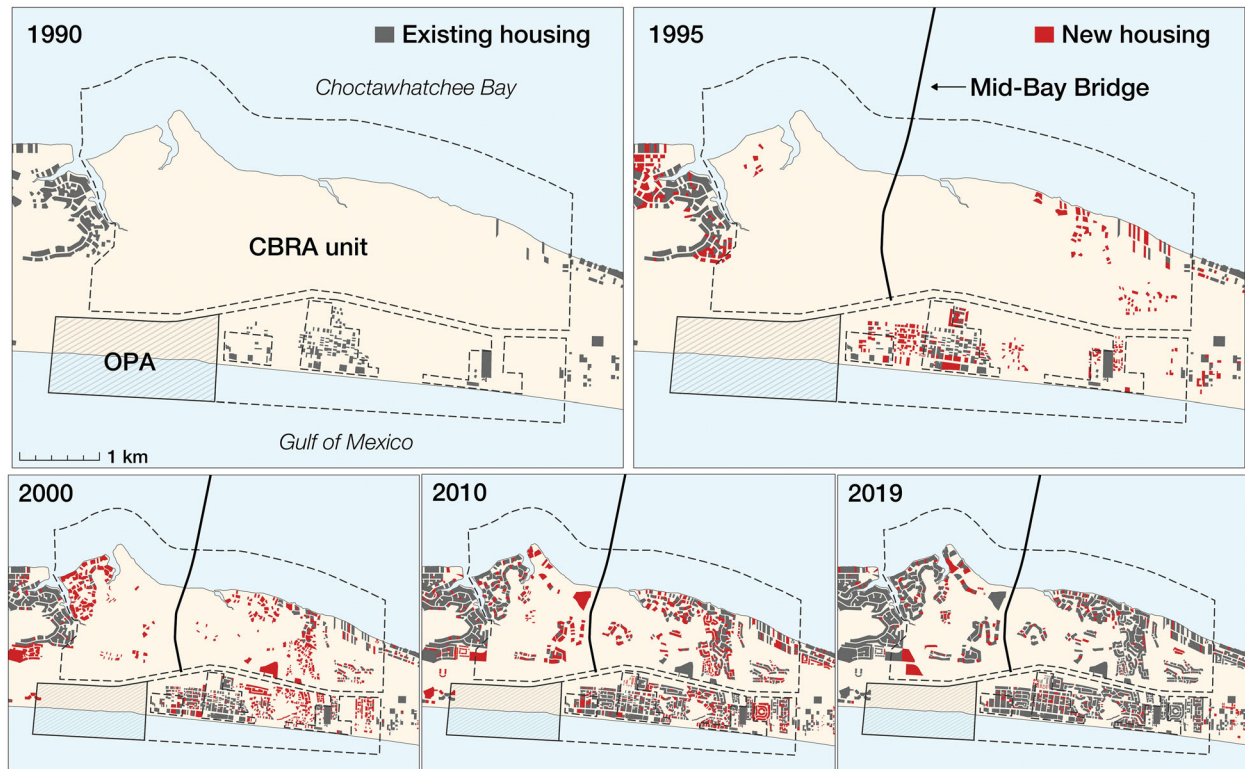 1990
Existing housing
Choctawhatchee Bay
CBRA unit
OPA
Gulf of Mexico
1 km
1995
New housing
Mid-Bay Bridge
2000
2010
2019